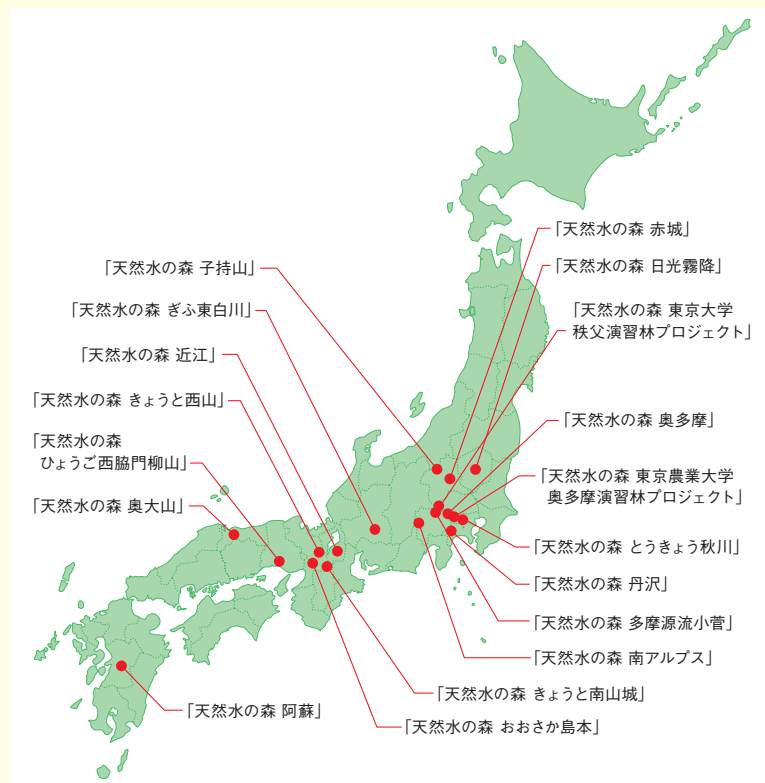 「天然水の森 赤城」
「天然水の森 子持山」
「天然水の森 日光霧降」
「天然水の森 ぎふ東白川」
「天然水の森 東京大学
秩父演習林プロジェクト」
「天然水の森 近江」
「天然水の森 きょうと西山」
「天然水の森 奥多摩」
「天然水の森
ひょうご西脇門柳山」
「天然水の森 東京農業大学
奥多摩演習林プロジェクト」
「天然水の森 奥大山」
「天然水の森 とうきょう秋川」
「天然水の森 丹沢」
「天然水の森 多摩源流小菅」
「天然水の森 南アルプス」
「天然水の森 きょうと南山城」
「天然水の森 阿蘇」
「天然水の森 おおさか島本」